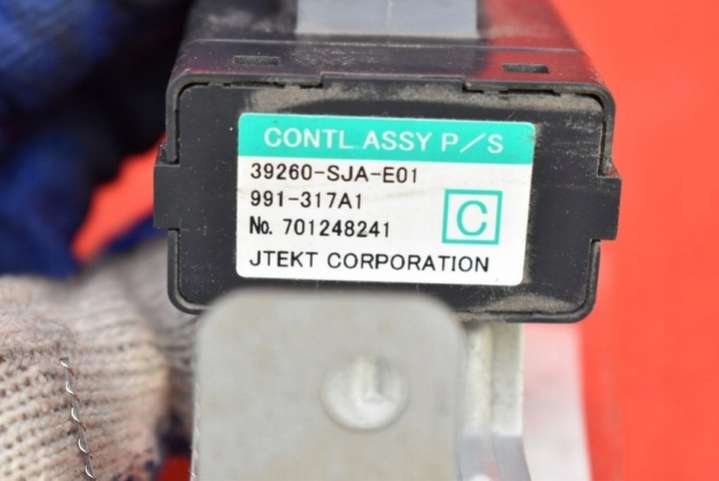 CONTL ASSY P/S
39260-SJA-E01
991-317A1
C
No. 701248241
JTEKT CORPORATION